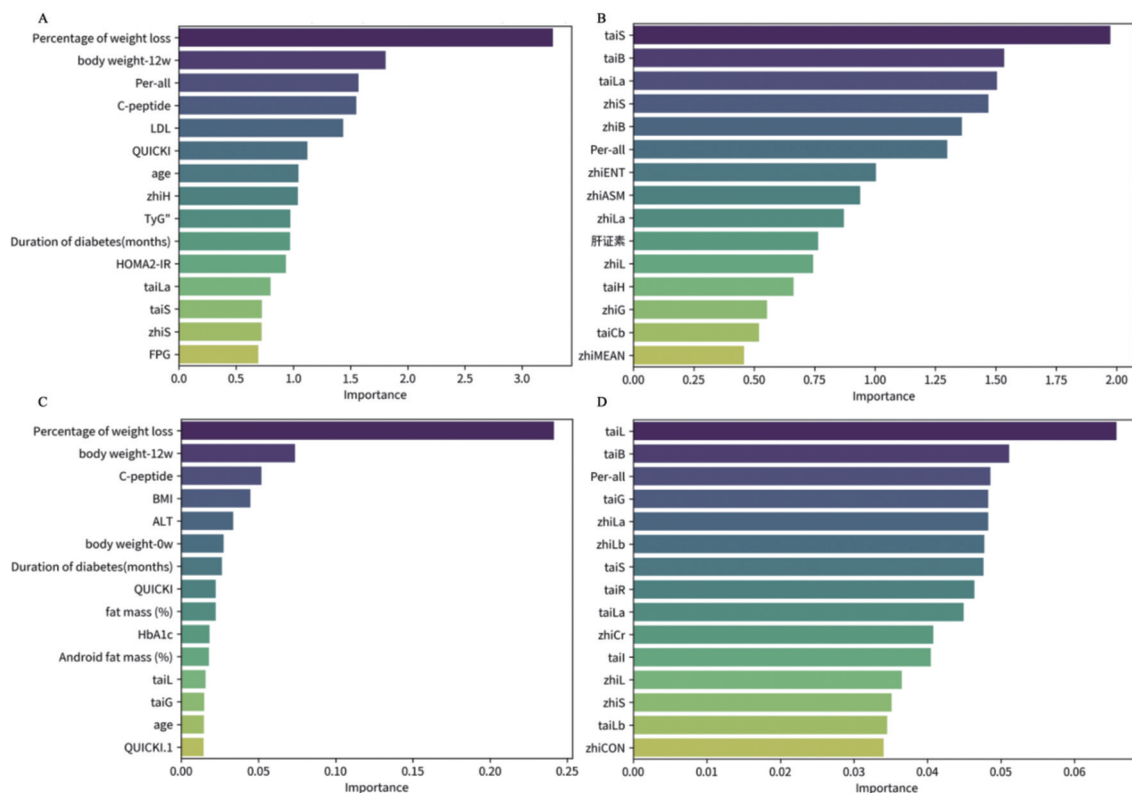 A
Percentage of weight loss
body weight-12w
Per-all
C-peptide
LDL
QUICKI
age
zhiH
TyG"
Duration of diabetes(months)
HOMA2-IR
taiLa
taiS
zhiS
FPG
0.0 0.5 1.0 1.5 2.0 2.5 3.0
Importance
B
taiS
taiB
taiLa
zhiS
zhiB
Per-all
zhiENT
zhiASM
zhiLa
肝证素
zhiL
taiH
zhiG
taiCb
zhiMEAN
0.00 0.25 0.50 0.75 1.00 1.25 1.50 1.75 2.00
Importance
C
Percentage of weight loss
body weight-12w
C-peptide
BMI
ALT
body weight-0w
Duration of diabetes(months)
QUICKI
fat mass (%)
HbA1c
Android fat mass (%)
taiL
taiG
age
QUICKI.1
0.00 0.05 0.10 0.15 0.20 0.25
Importance
D
taiL
taiB
Per-all
taiG
zhiLa
zhiLb
taiS
taiR
taiLa
zhiCr
taiI
zhiL
zhiS
taiLb
zhiCON
0.00 0.01 0.02 0.03 0.04 0.05 0.06
Importance